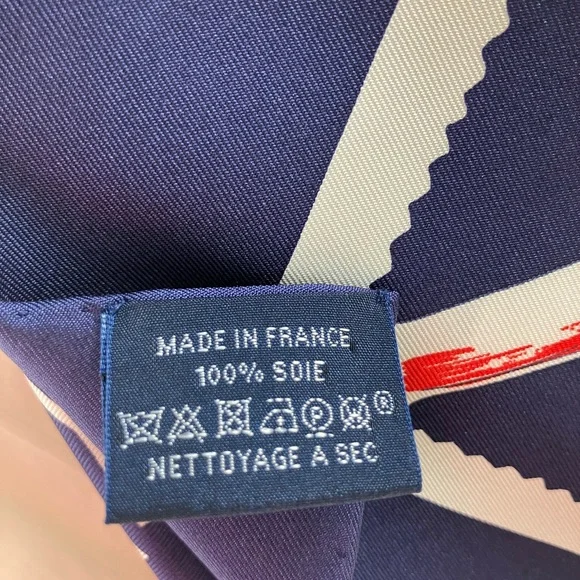 MADE IN FRANCE
100% SOIE
P ®
NETTOYAGE A SEC